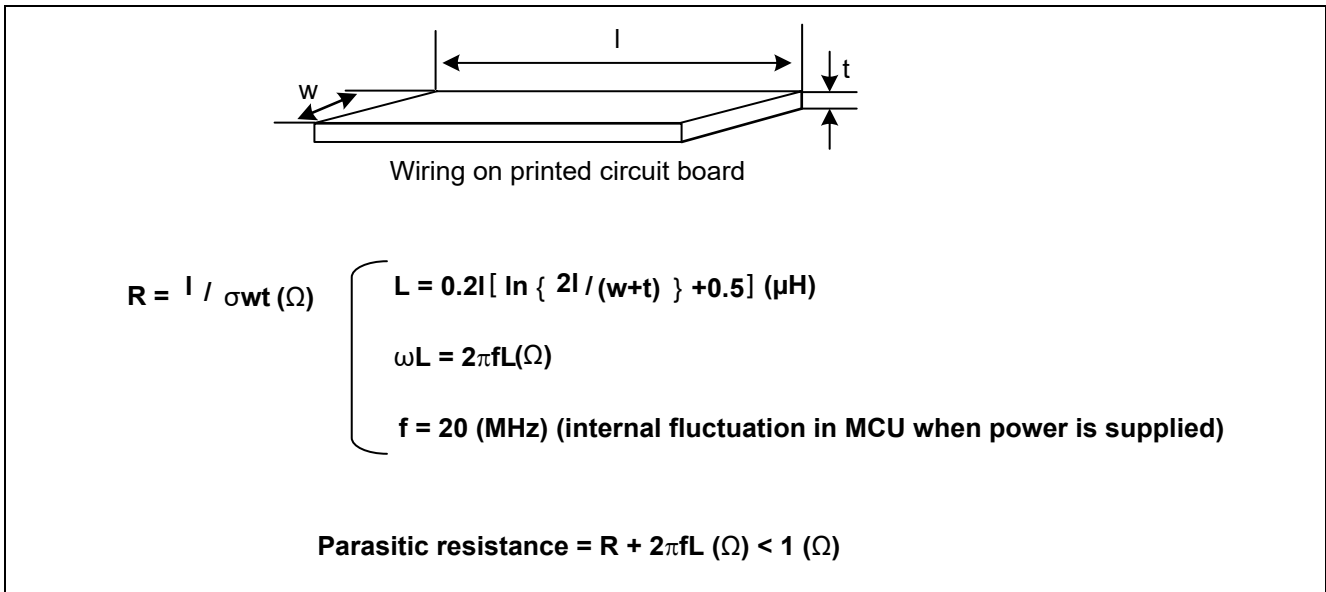 l
t
w
Wiring on printed circuit board
R = l / σwt (Ω)
L = 0.2l [ ln { 2l / (w+t) } +0.5] (µH)
ωL = 2πfL(Ω)
f = 20 (MHz) (internal fluctuation in MCU when power is supplied)
Parasitic resistance = R + 2πfL (Ω) < 1 (Ω)